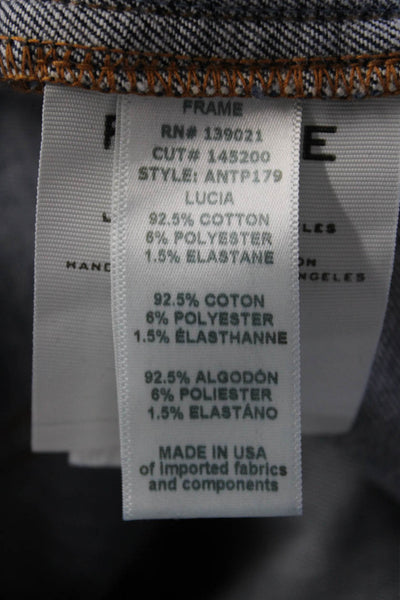 FRAME
RN# 139021
CUT# 145200
STYLE: ANTP179
LUCIA
92.5% COTTON
6% POLYESTER
1.5% ELASTANE
92.5% COTON
6% POLYESTER
1.5% ÉLASTHANNE
92.5% ALGODÓN
6% POLIESTER
1.5% ELASTÁNO
MADE IN USA
of imported fabrics
and components